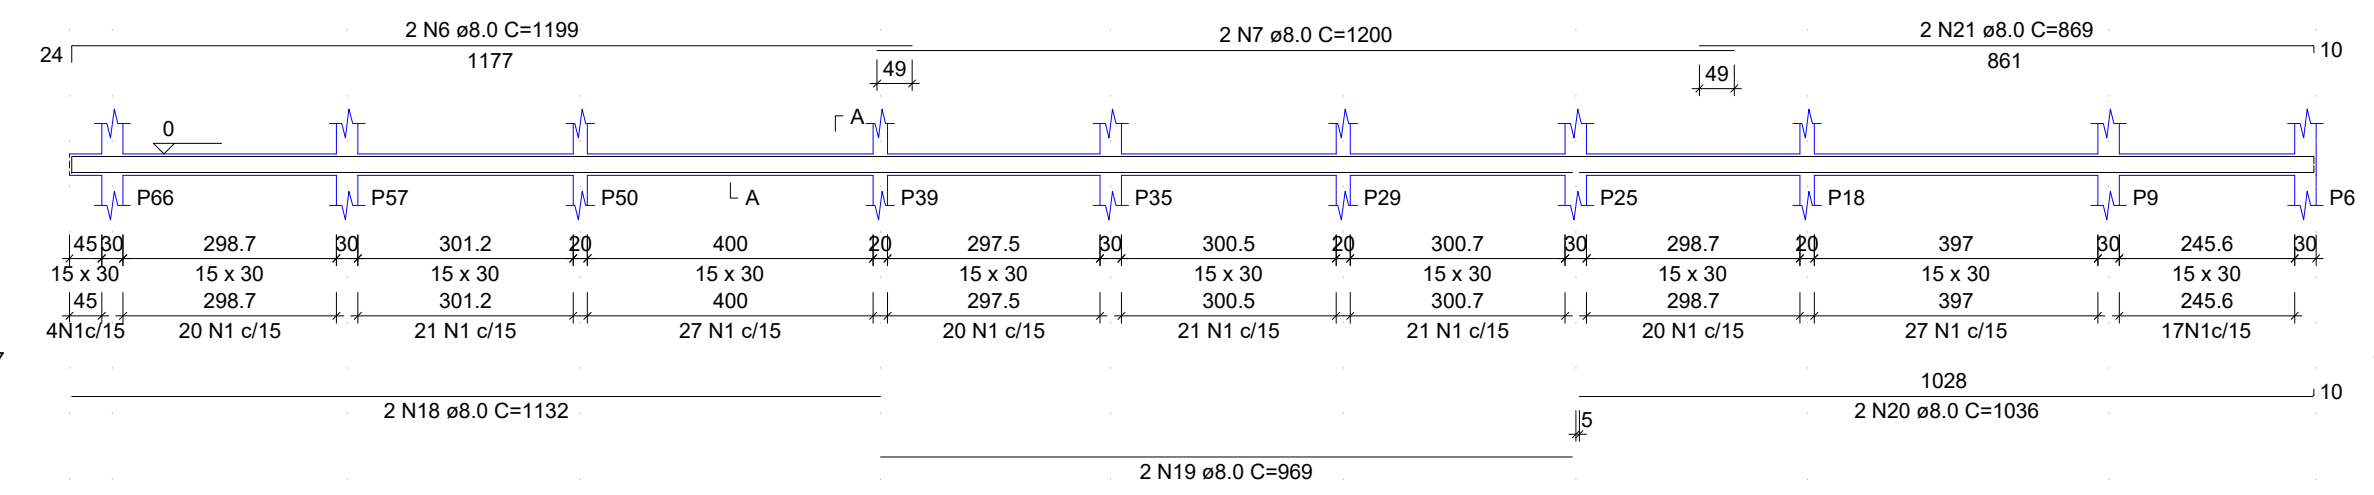 2 N6 ø8.0 C=1199
2 N7 ø8.0 C=1200
2 N21 ø8.0 C=869
24
1177
49
49
861
10
0
A
P66
P57
P50
A
P39
P35
P29
P25
P18
P9
P6
45 30 298.7 30 301.2 20 400 20 297.5 30 300.5 20 300.7 30 298.7 20 397 30 245.6 30
15 x 30 15 x 30 15 x 30 15 x 30 15 x 30 15 x 30 15 x 30 15 x 30 15 x 30 15 x 30
45 298.7 301.2 400 297.5 300.5 300.7 298.7 397 245.6
4N1c/15 20 N1 c/15 21 N1 c/15 27 N1 c/15 20 N1 c/15 21 N1 c/15 21 N1 c/15 20 N1 c/15 27 N1 c/15 17N1c/15
1028
10
2 N18 ø8.0 C=1132
2 N20 ø8.0 C=1036
5
2 N19 ø8.0 C=969